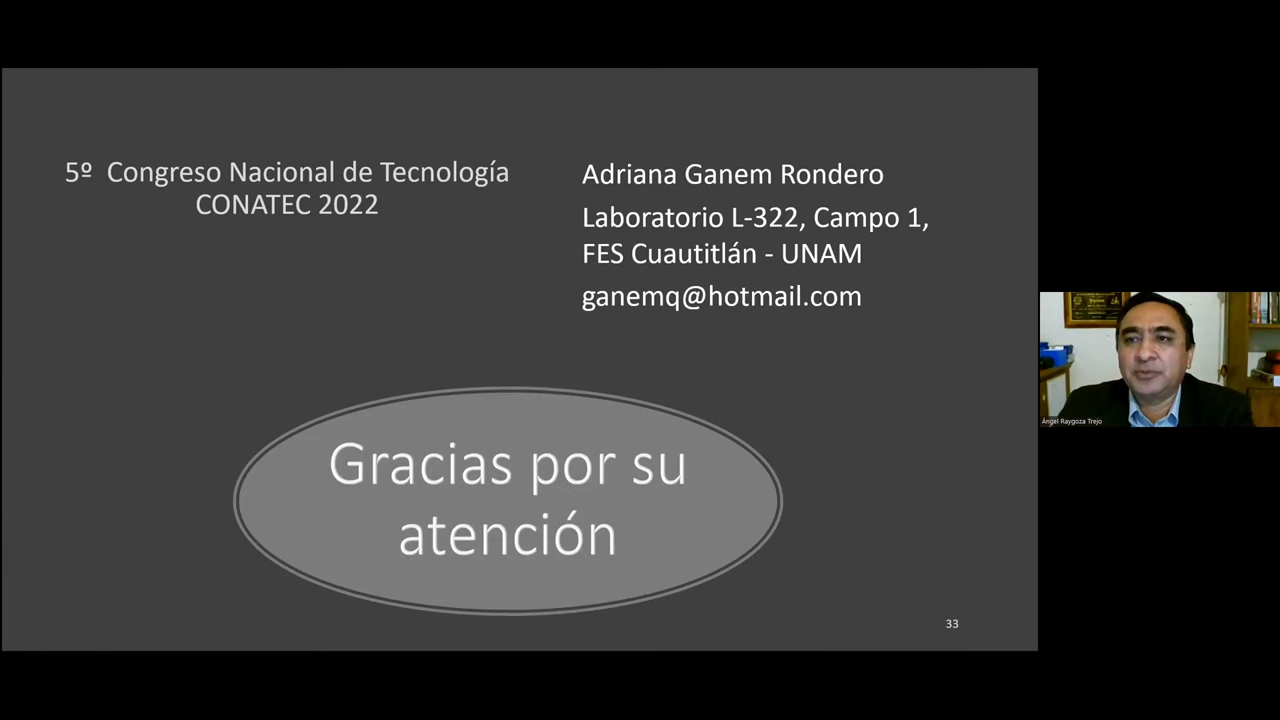 5º Congreso Nacional de Tecnología
CONATEC 2022
Adriana Ganem Rondero
Laboratorio L-322, Campo 1,
FES Cuautitlán - UNAM
ganemq@hotmail.com
Gracias por su
atención
33
Ángel Raygoza Trejo